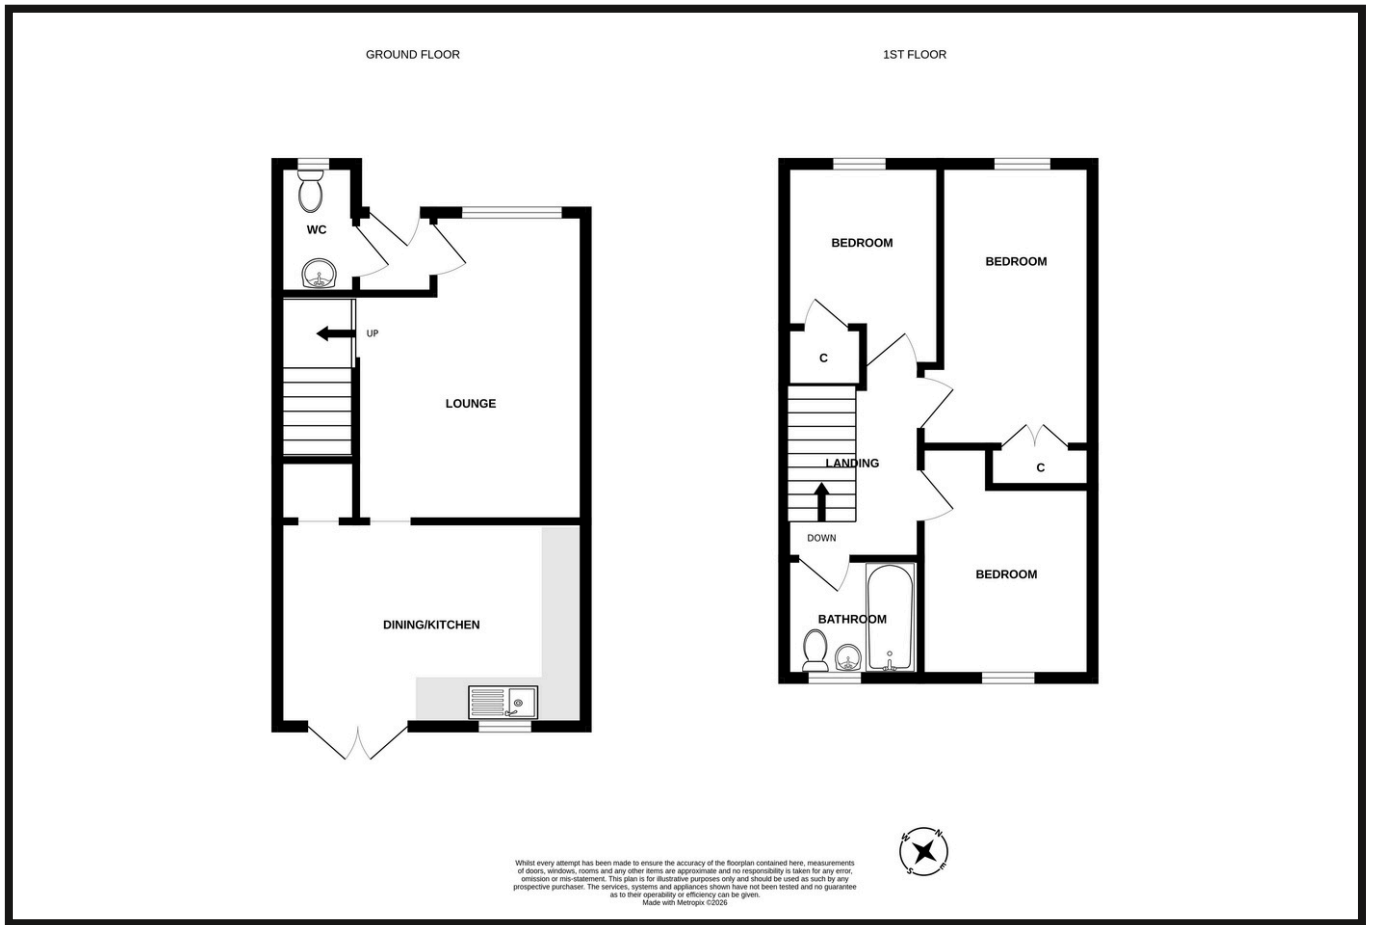 GROUND FLOOR
1ST FLOOR
WC
UP
LOUNGE
DINING/KITCHEN
BEDROOM
BEDROOM
C
LANDING
C
DOWN
BEDROOM
BATHROOM
N
W
E
S
Whilst every attempt has been made to ensure the accuracy of the floorplan contained here, measurements
of doors, windows, rooms and any other items are approximate and no responsibility is taken for any error,
omission or mis-statement. This plan is for illustrative purposes only and should be used as such by any
prospective purchaser. The services, systems and appliances shown have not been tested and no guarantee
as to their operability or efficiency can be given.
Made with Metropix ©2026